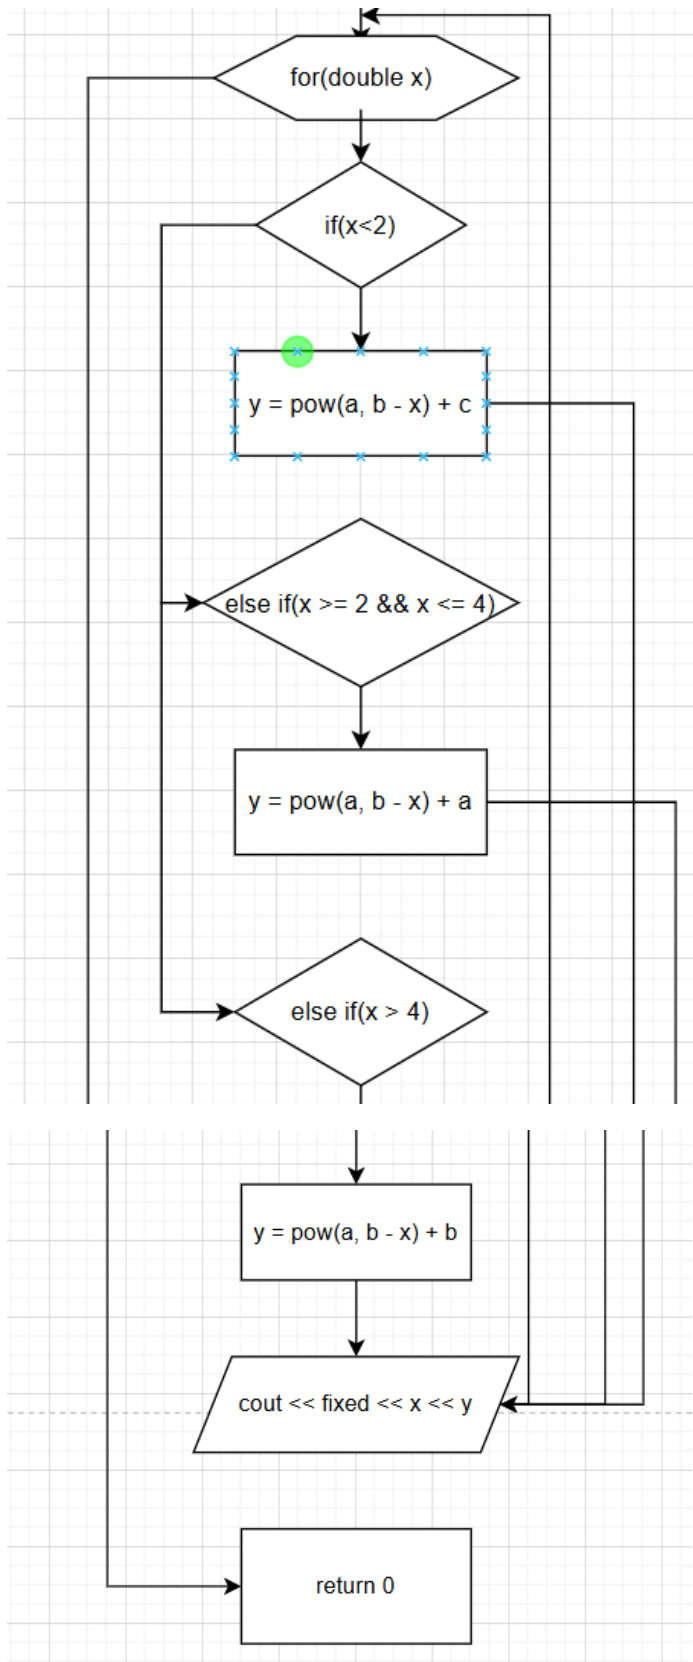 for(double x)
if(x<2)
y = pow(a, b - x) + c
else if(x >= 2 && x <= 4)
y = pow(a, b - x) + a
else if(x > 4)
y = pow(a, b - x) + b
cout << fixed << x << y
return 0